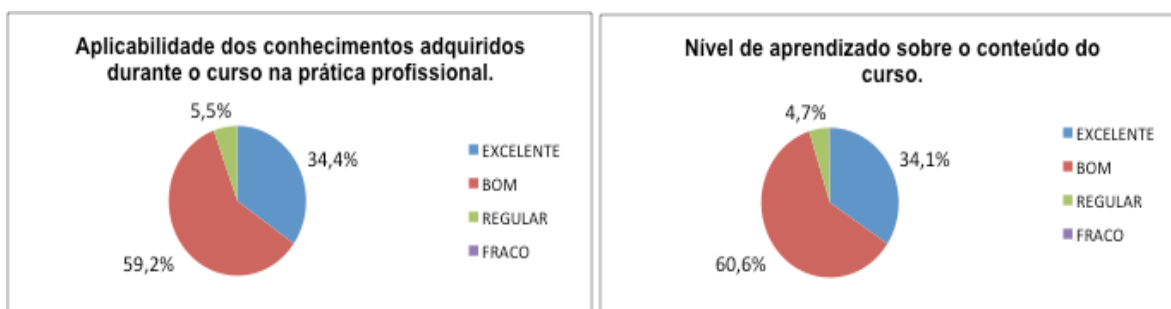 Aplicabilidade dos conhecimentos adquiridos
durante o curso na prática profissional.
5,5%
34,4%
59,2%
EXCELENTE
BOM
REGULAR
FRACO
Nível de aprendizado sobre o conteúdo do
curso.
4,7%
34,1%
60,6%
EXCELENTE
BOM
REGULAR
FRACO